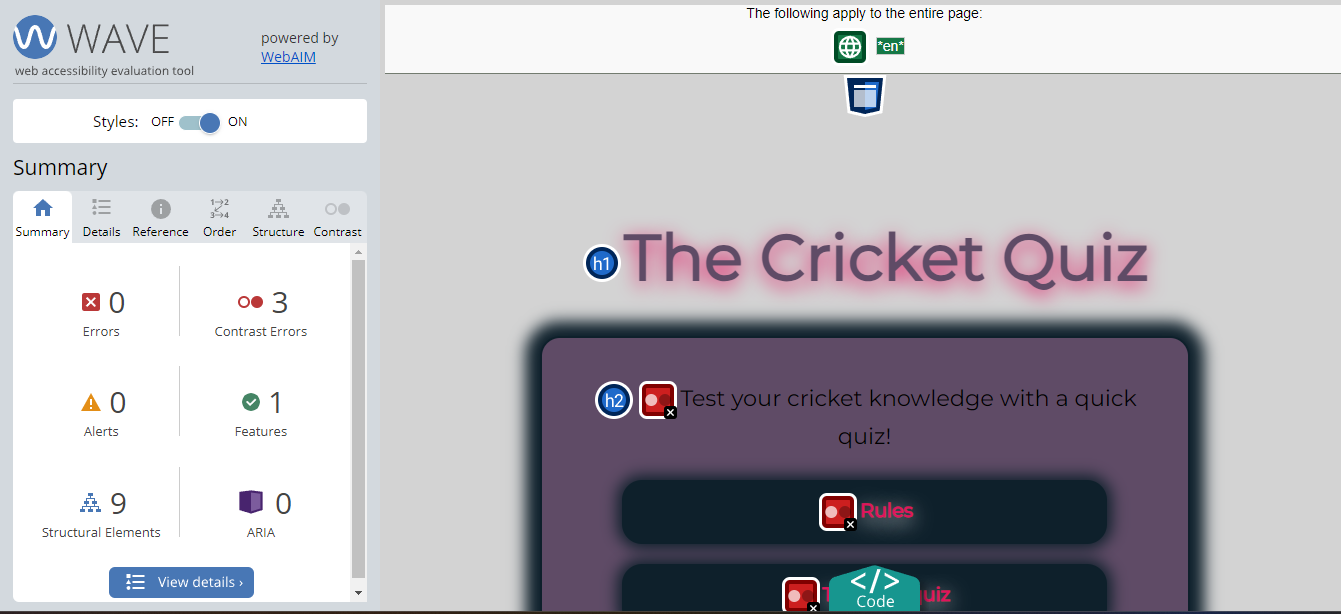 WAVE
web accessibility evaluation tool
powered by
WebAIM
Styles: OFF ON
Summary
Summary Details Reference Order Structure Contrast
0
Errors
3
Contrast Errors
0
Alerts
1
Features
9
Structural Elements
0
ARIA
View details ›
The following apply to the entire page:
*en*
h1 The Cricket Quiz
h2 Test your cricket knowledge with a quick
quiz!
Rules
</>
Code